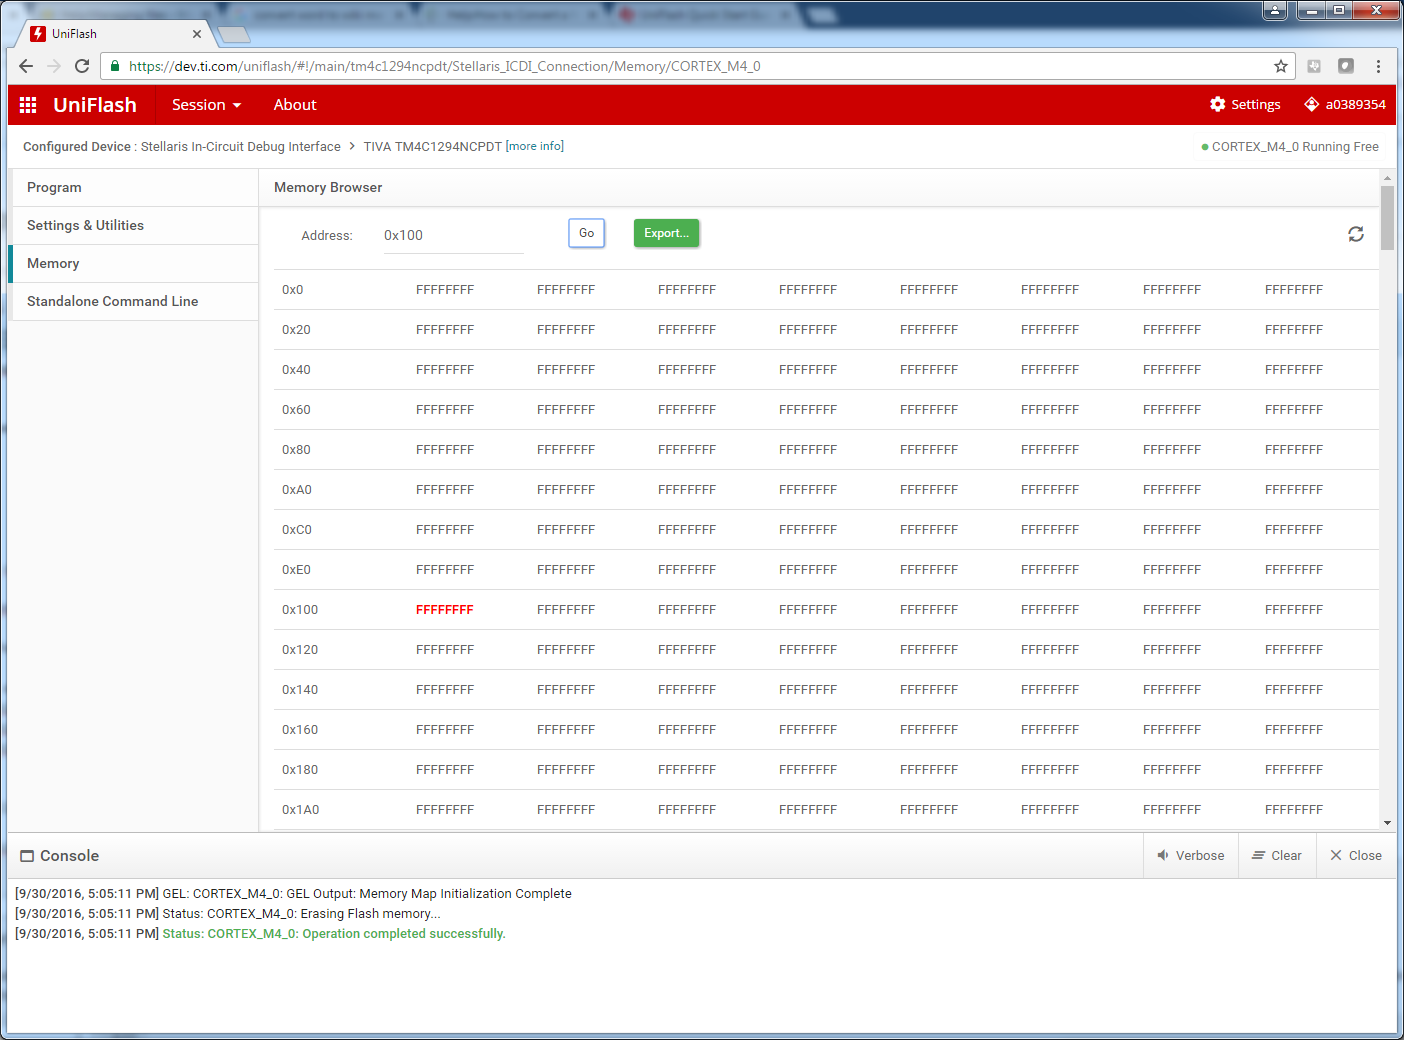 UniFlash
https://dev.ti.com/uniflash/#!/main/tm4c1294ncpdt/Stellaris_ICDI_Connection/Memory/CORTEX_M4_0
UniFlash Session About Settings a0389354
Configured Device : Stellaris In-Circuit Debug Interface > TIVA TM4C1294NCPDT [more info] CORTEX_M4_0 Running Free
Program
Settings & Utilities
Memory
Standalone Command Line
Memory Browser
Address: 0x100 Go Export...
0x0 FFFFFFFF FFFFFFFF FFFFFFFF FFFFFFFF FFFFFFFF FFFFFFFF FFFFFFFF FFFFFFFF
0x20 FFFFFFFF FFFFFFFF FFFFFFFF FFFFFFFF FFFFFFFF FFFFFFFF FFFFFFFF FFFFFFFF
0x40 FFFFFFFF FFFFFFFF FFFFFFFF FFFFFFFF FFFFFFFF FFFFFFFF FFFFFFFF FFFFFFFF
0x60 FFFFFFFF FFFFFFFF FFFFFFFF FFFFFFFF FFFFFFFF FFFFFFFF FFFFFFFF FFFFFFFF
0x80 FFFFFFFF FFFFFFFF FFFFFFFF FFFFFFFF FFFFFFFF FFFFFFFF FFFFFFFF FFFFFFFF
0xA0 FFFFFFFF FFFFFFFF FFFFFFFF FFFFFFFF FFFFFFFF FFFFFFFF FFFFFFFF FFFFFFFF
0xC0 FFFFFFFF FFFFFFFF FFFFFFFF FFFFFFFF FFFFFFFF FFFFFFFF FFFFFFFF FFFFFFFF
0xE0 FFFFFFFF FFFFFFFF FFFFFFFF FFFFFFFF FFFFFFFF FFFFFFFF FFFFFFFF FFFFFFFF
0x100 FFFFFFFF FFFFFFFF FFFFFFFF FFFFFFFF FFFFFFFF FFFFFFFF FFFFFFFF FFFFFFFF
0x120 FFFFFFFF FFFFFFFF FFFFFFFF FFFFFFFF FFFFFFFF FFFFFFFF FFFFFFFF FFFFFFFF
0x140 FFFFFFFF FFFFFFFF FFFFFFFF FFFFFFFF FFFFFFFF FFFFFFFF FFFFFFFF FFFFFFFF
0x160 FFFFFFFF FFFFFFFF FFFFFFFF FFFFFFFF FFFFFFFF FFFFFFFF FFFFFFFF FFFFFFFF
0x180 FFFFFFFF FFFFFFFF FFFFFFFF FFFFFFFF FFFFFFFF FFFFFFFF FFFFFFFF FFFFFFFF
0x1A0 FFFFFFFF FFFFFFFF FFFFFFFF FFFFFFFF FFFFFFFF FFFFFFFF FFFFFFFF FFFFFFFF
Console Verbose Clear Close
[9/30/2016, 5:05:11 PM] GEL: CORTEX_M4_0: GEL Output: Memory Map Initialization Complete
[9/30/2016, 5:05:11 PM] Status: CORTEX_M4_0: Erasing Flash memory...
[9/30/2016, 5:05:11 PM] Status: CORTEX_M4_0: Operation completed successfully.